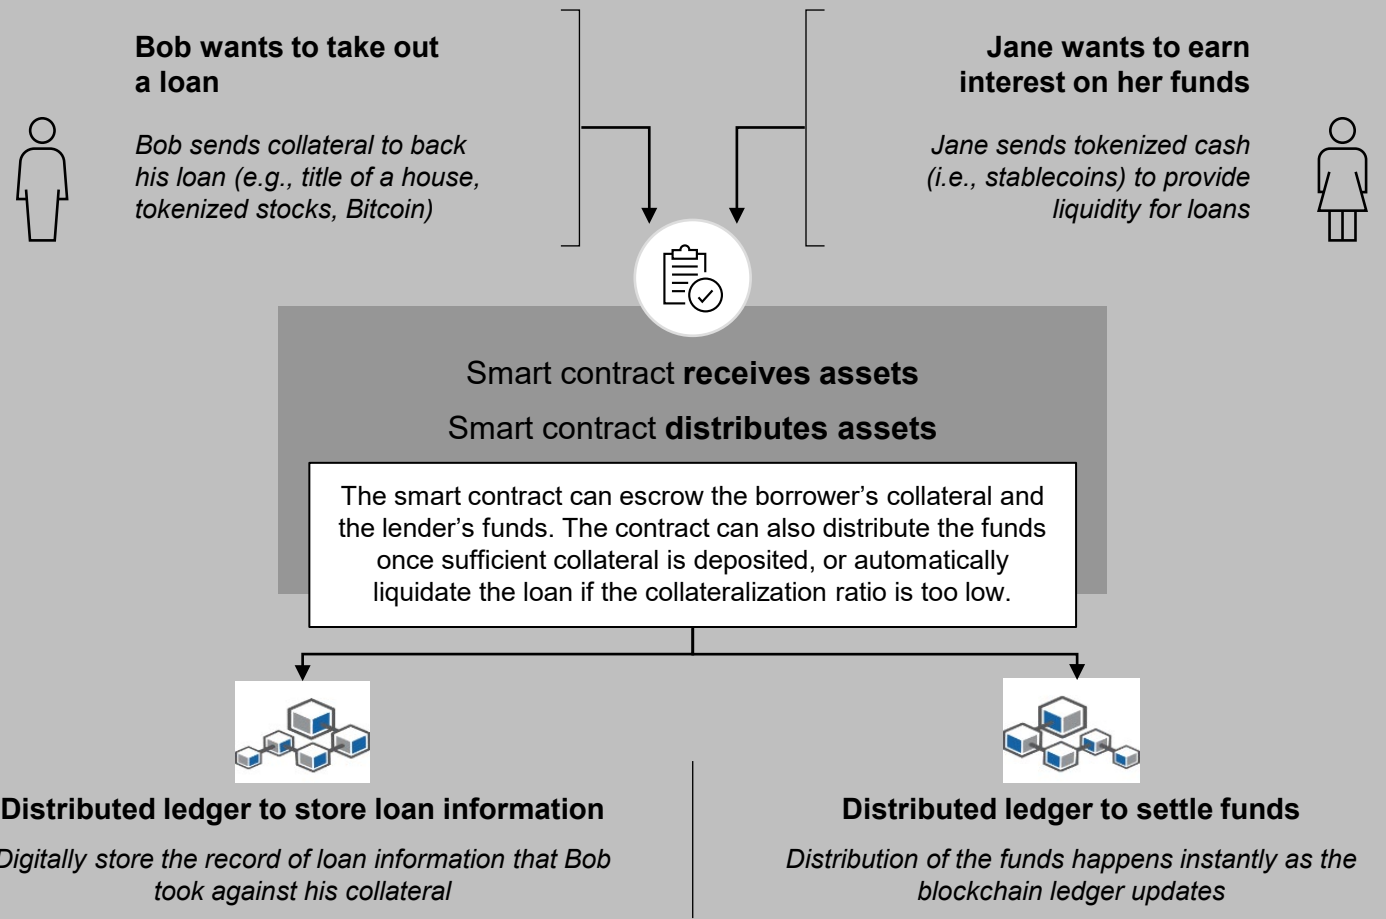 Bob wants to take out
a loan
Bob sends collateral to back
his loan (e.g., title of a house,
tokenized stocks, Bitcoin)
Jane wants to earn
interest on her funds
Jane sends tokenized cash
(i.e., stablecoins) to provide
liquidity for loans
Smart contract receives assets
Smart contract distributes assets
The smart contract can escrow the borrower’s collateral and
the lender’s funds. The contract can also distribute the funds
once sufficient collateral is deposited, or automatically
liquidate the loan if the collateralization ratio is too low.
Distributed ledger to store loan information
Digitally store the record of loan information that Bob
took against his collateral
Distributed ledger to settle funds
Distribution of the funds happens instantly as the
blockchain ledger updates